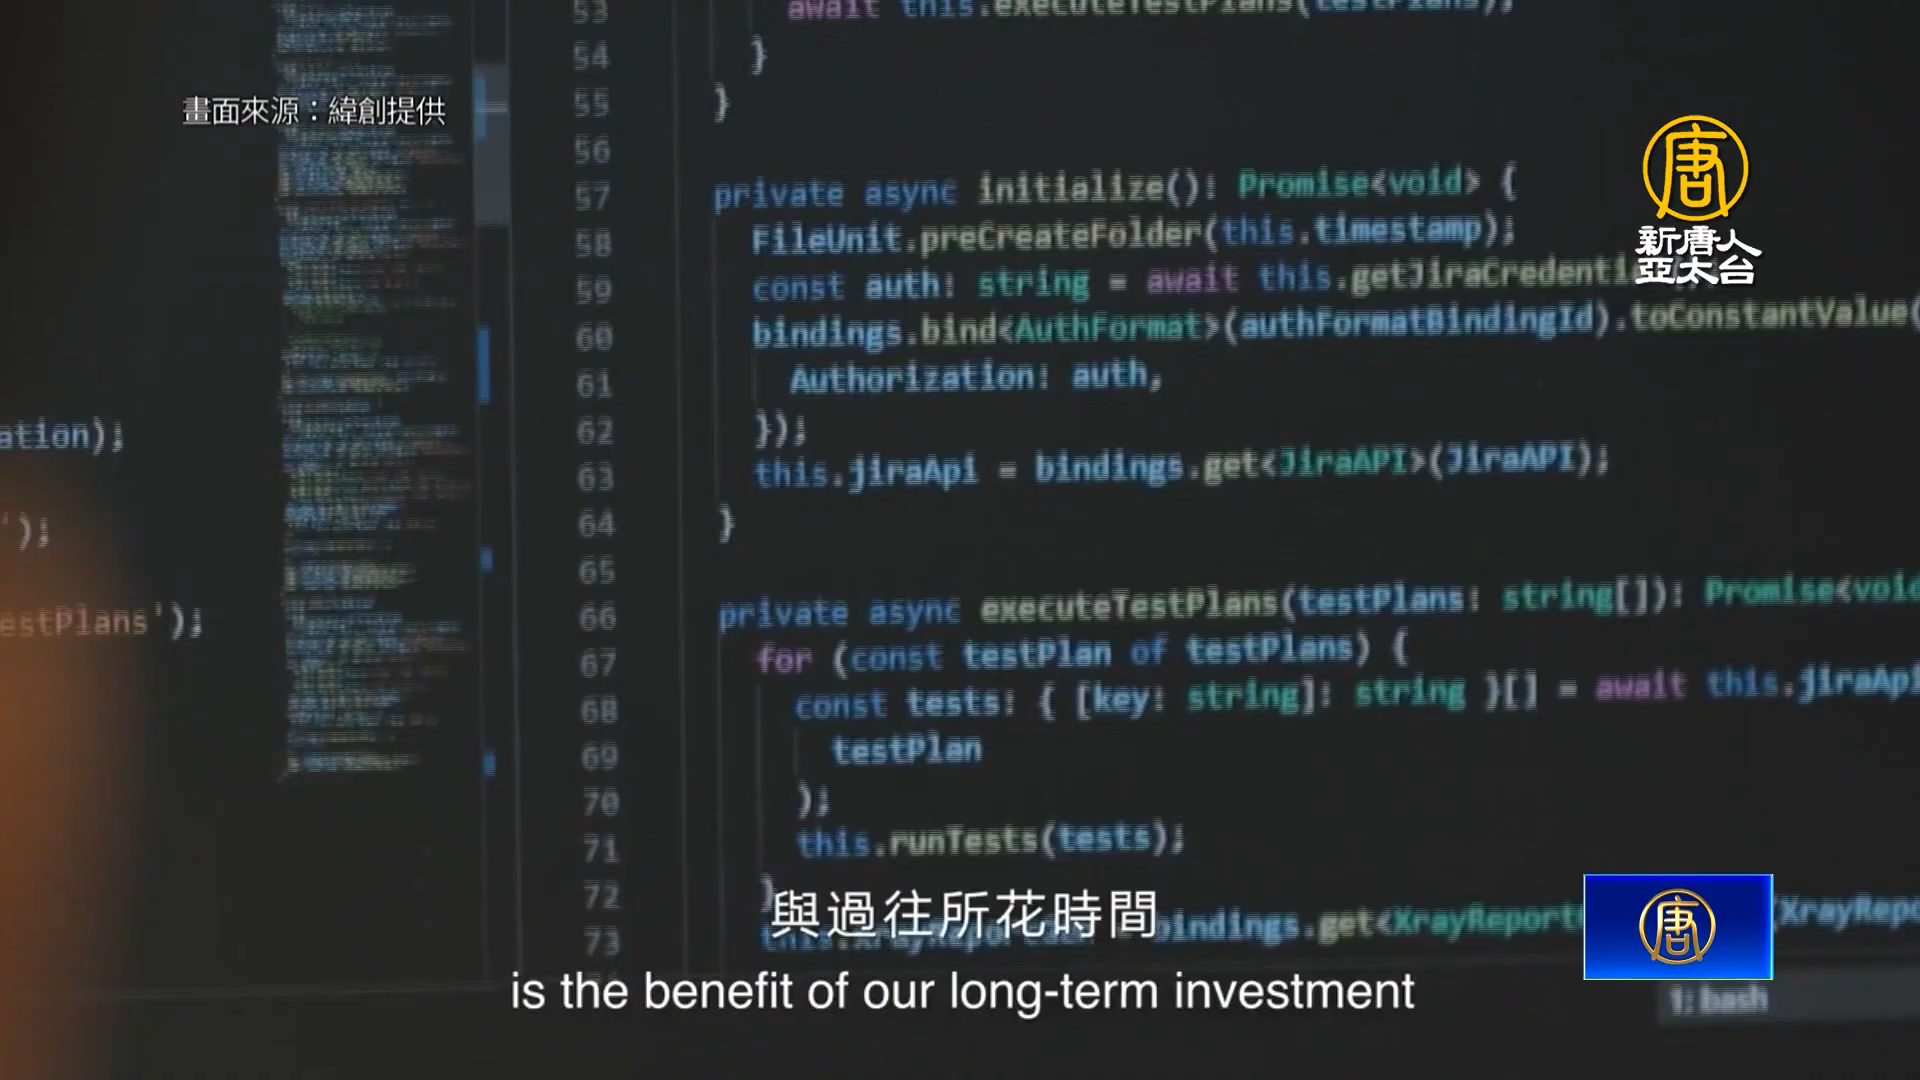 53 await this.executeTestPlans(testPlans);
54 }
55 }
畫面來源：緯創提供
56
57 private async initialize(): Promise<void> {
58 FileUnit.preCreateFolder(this.timestamp);
59 const auth: string = await this.getJiraCredenti
60 bindings.bind<AuthFormat>(authFormatBindingId).toConstantValue(
61 Authorization: auth,
62 });
63 this.jiraApi = bindings.get<JiraAPI>(JiraAPI);
64 }
65
66 private async executeTestPlans(testPlans: string[]): Promise<void
67 for (const testPlan of testPlans) {
68 const tests: { [key: string]: string }[] = await this.jiraApi
69 testPlan
70 );
71 this.runTests(tests);
72 }
73 bindings.get<XrayReport
ation);
');
estPlans');
唐
新唐人
亞太台
與過往所花時間
is the benefit of our long-term investment
唐
1: bash